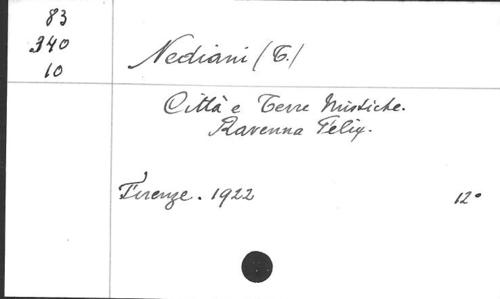 83
340
10
Nediani (T.)
Città e Terre Mistiche.
Ravenna Felix.
Firenze. 1922
12°